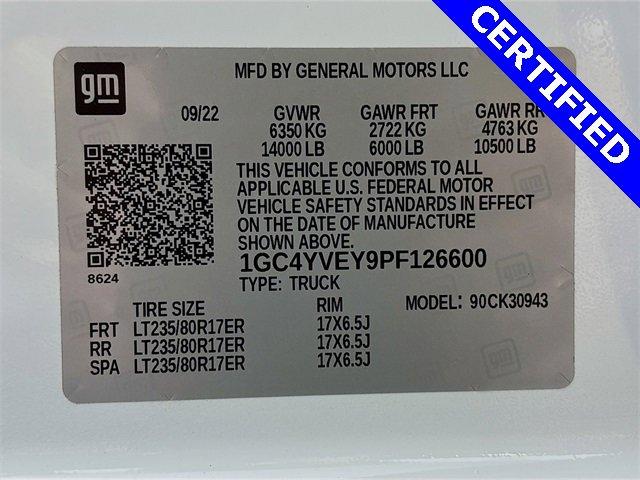 CERTIFIED
gm
MFD BY GENERAL MOTORS LLC
09/22 GVWR GAWR FRT GAWR RR
6350 KG 2722 KG 4763 KG
14000 LB 6000 LB 10500 LB
THIS VEHICLE CONFORMS TO ALL
APPLICABLE U.S. FEDERAL MOTOR
VEHICLE SAFETY STANDARDS IN EFFECT
ON THE DATE OF MANUFACTURE
SHOWN ABOVE.
8624
1GC4YVEY9PF126600
TYPE: TRUCK MODEL: 90CK30943
TIRE SIZE RIM
FRT LT235/80R17ER 17X6.5J
RR LT235/80R17ER 17X6.5J
SPA LT235/80R17ER 17X6.5J